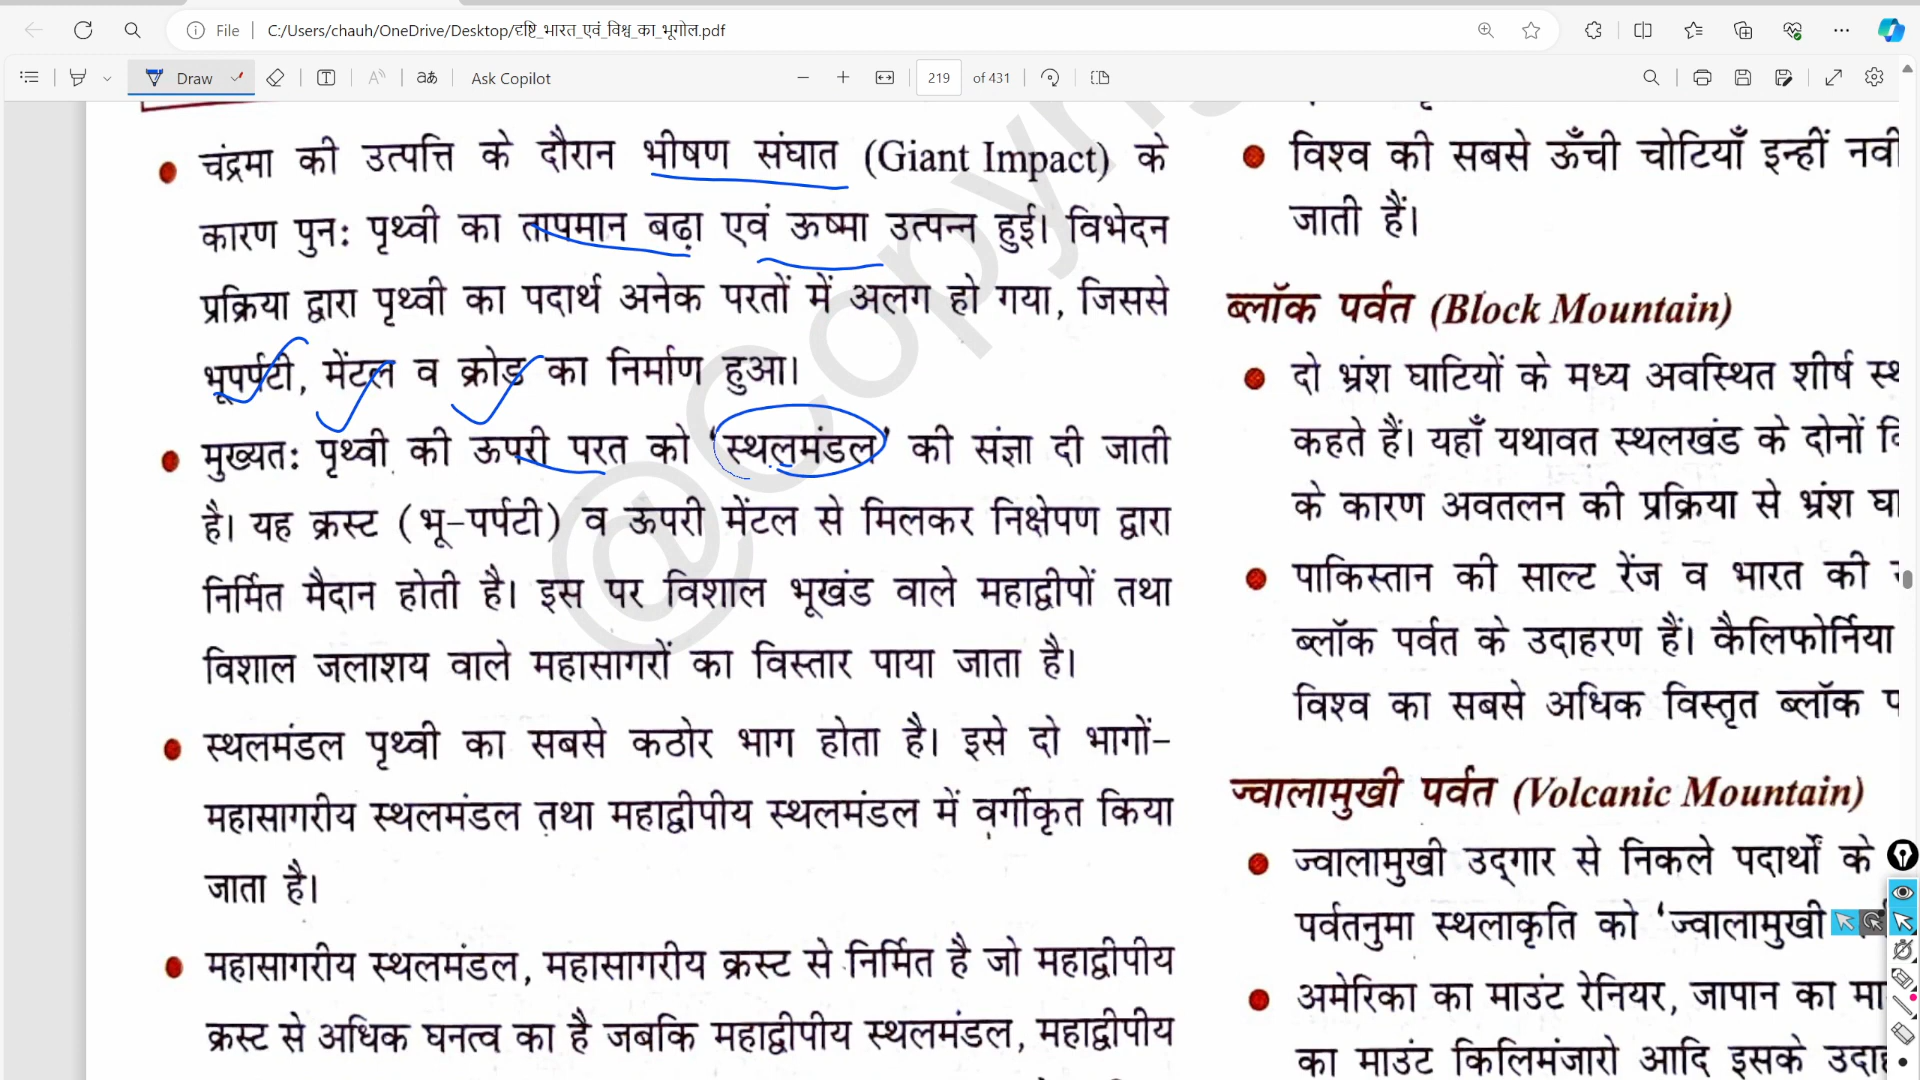 File
C:/Users/chauh/OneDrive/Desktop/दृष्टि_भारत_एवं_विश्व_का_भूगोल.pdf
Draw
Ask Copilot
219 of 431
चंद्रमा की उत्पत्ति के दौरान भीषण संघात (Giant Impact) के
कारण पुनः पृथ्वी का तापमान बढ़ा एवं ऊष्मा उत्पन्न हुई। विभेदन
प्रक्रिया द्वारा पृथ्वी का पदार्थ अनेक परतों में अलग हो गया, जिससे
भूपर्पटी, मेंटल व क्रोड का निर्माण हुआ।
मुख्यतः पृथ्वी की ऊपरी परत को 'स्थलमंडल' की संज्ञा दी जाती
है। यह क्रस्ट (भू-पर्पटी) व ऊपरी मेंटल से मिलकर निक्षेपण द्वारा
निर्मित मैदान होती है। इस पर विशाल भूखंड वाले महाद्वीपों तथा
विशाल जलाशय वाले महासागरों का विस्तार पाया जाता है।
स्थलमंडल पृथ्वी का सबसे कठोर भाग होता है। इसे दो भागों-
महासागरीय स्थलमंडल तथा महाद्वीपीय स्थलमंडल में वर्गीकृत किया
जाता है।
महासागरीय स्थलमंडल, महासागरीय क्रस्ट से निर्मित है जो महाद्वीपीय
क्रस्ट से अधिक घनत्व का है जबकि महाद्वीपीय स्थलमंडल, महाद्वीपीय
विश्व की सबसे ऊँची चोटियाँ इन्हीं नवी
जाती हैं।
ब्लॉक पर्वत (Block Mountain)
दो भ्रंश घाटियों के मध्य अवस्थित शीर्ष
कहते हैं। यहाँ यथावत स्थलखंड के दोनों
के कारण अवतलन की प्रक्रिया से भ्रंश घा
पाकिस्तान की साल्ट रेंज व भारत की
ब्लॉक पर्वत के उदाहरण हैं। कैलिफोर्निया
विश्व का सबसे अधिक विस्तृत ब्लॉक प
ज्वालामुखी पर्वत (Volcanic Mountain)
ज्वालामुखी उद्‌गार से निकले पदार्थों के
पर्वतनुमा स्थलाकृति को 'ज्वालामुखी
अमेरिका का माउंट रेनियर, जापान का मा
का माउंट किलिमंजारो आदि इसके उदाह
@Copyri